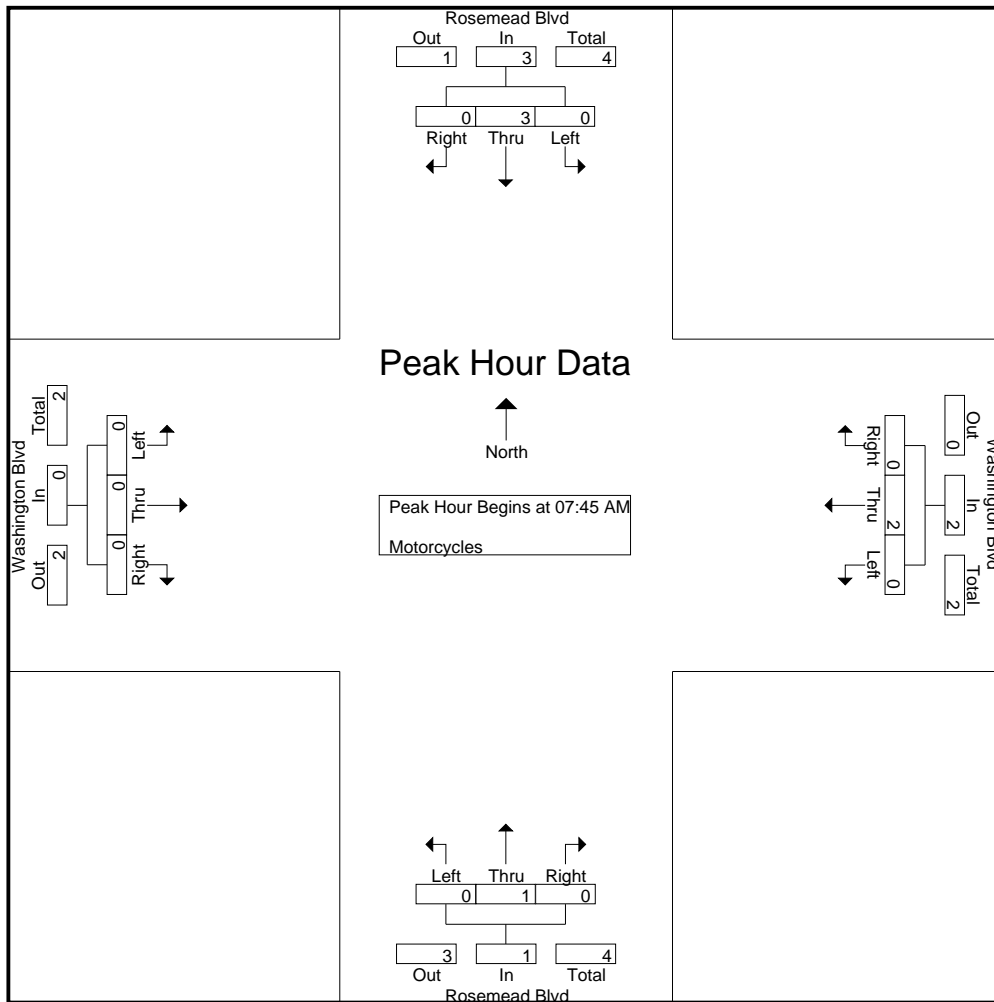 Rosemead Blvd
Out In Total
1 3 4
0 3 0
Right Thru Left
Peak Hour Data
North
Peak Hour Begins at 07:45 AM
Motorcycles
Washington Blvd
Out In Total
2 0 2
0 0 0
Right Thru Left
Washington Blvd
Out In Total
0 2 2
0 2 0
Right Thru Left
Left Thru Right
0 1 0
3 1 4
Out In Total
Rosemead Blvd